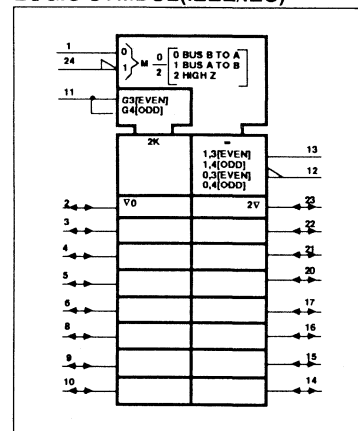 LOGIC SYMBOL(IEEE/IEC)
1
24
0
1
M 0
2
0 BUS B TO A
1 BUS A TO B
2 HIGH Z
11
G3[EVEN]
G4[ODD]
2K
1,3[EVEN]
1,4[ODD]
0,3[EVEN]
0,4[ODD]
13
12
2
▽0
2▽
23
3
22
4
21
5
20
6
17
8
16
9
15
10
14